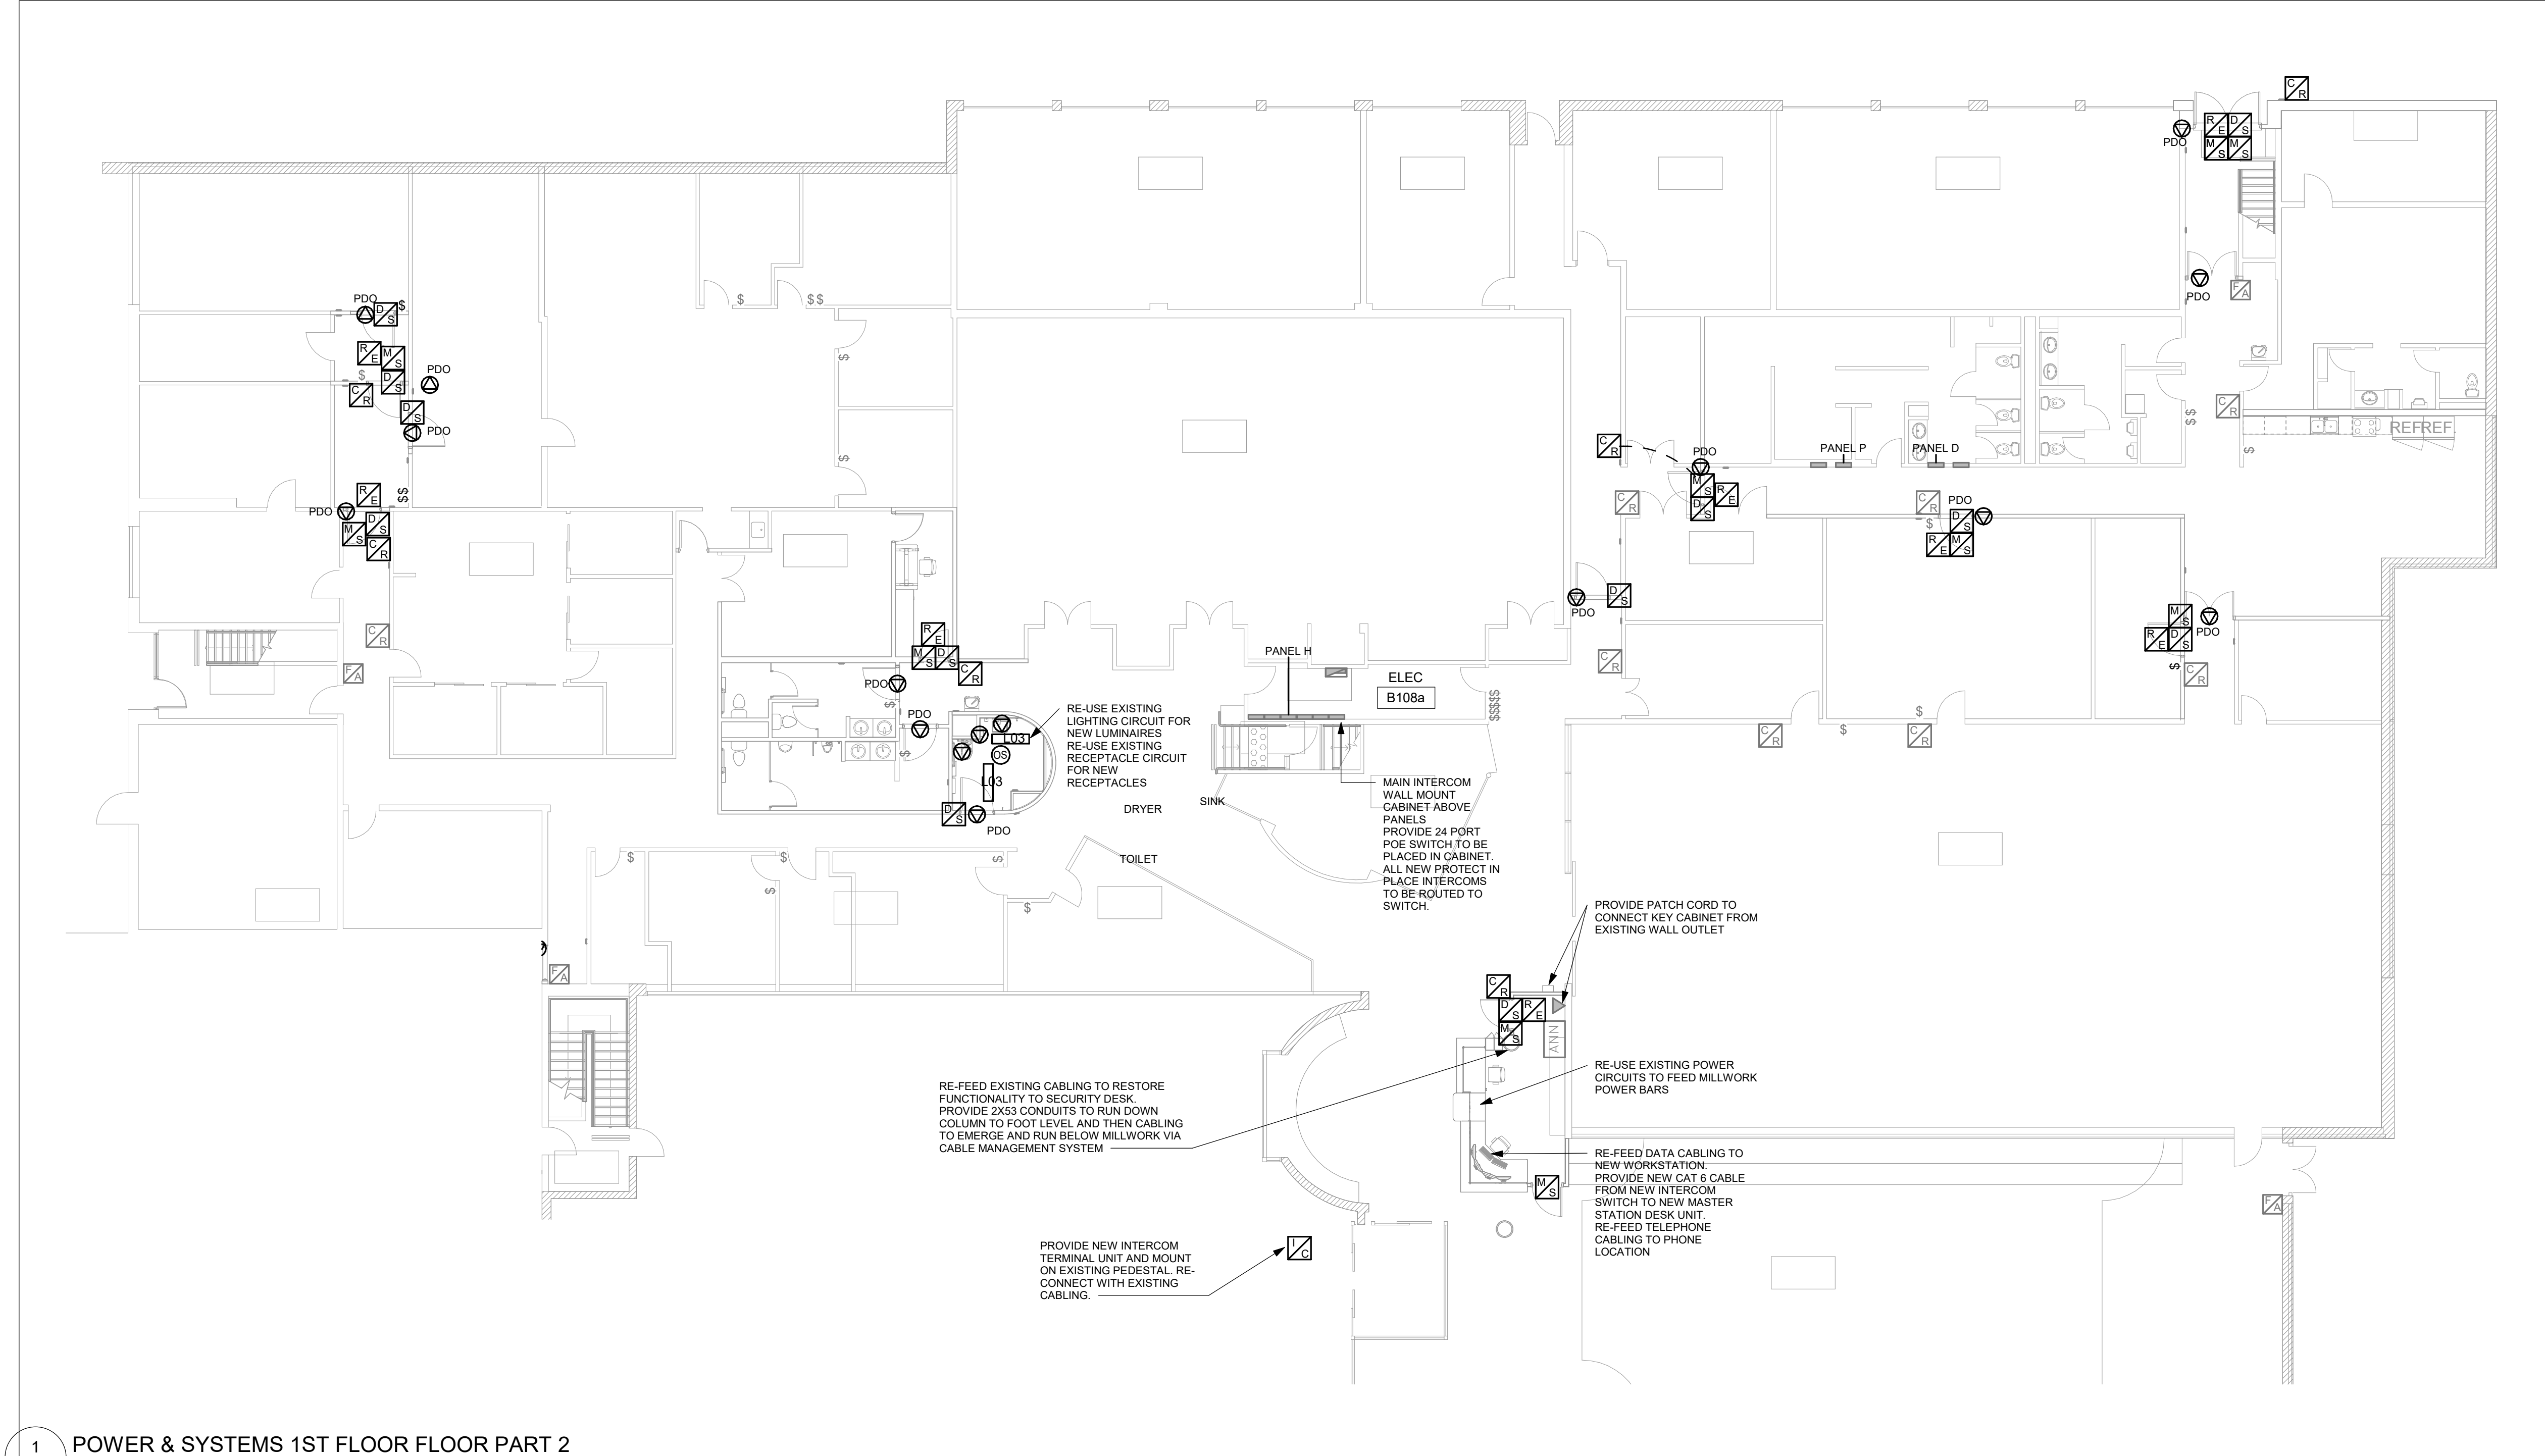 C R
R E D S
PDO
M S M S
PDO
F A
PDO
D S
$
$
$ $
R E
M S
$
D S
PDO
C R
$
D S
PDO
C R
$$
REF REF.
$
C R
PDO
PANEL P
PANEL D
$
M S
R E
D S
C R
C R
PDO
D S
$
R E
M S
R E
$$
PDO
D S
M S
C R
PDO
D S
C R
F A
R E
M S D S
C R
PDO
$
M S
R E D S
PDO
$
C R
C R
PANEL H
ELEC
B108a
$$$$$
PDO
$
L03
OS
L03
D S
PDO
RE-USE EXISTING
LIGHTING CIRCUIT FOR
NEW LUMINAIRES
RE-USE EXISTING
RECEPTACLE CIRCUIT
FOR NEW
RECEPTACLES
DRYER
SINK
TOILET
C R
$
$
C R
MAIN INTERCOM
WALL MOUNT
CABINET ABOVE
PANELS
PROVIDE 24 PORT
POE SWITCH TO BE
PLACED IN CABINET.
ALL NEW PROTECT IN
PLACE INTERCOMS
TO BE ROUTED TO
SWITCH.
$
$
$
$
$
F A
PROVIDE PATCH CORD TO
CONNECT KEY CABINET FROM
EXISTING WALL OUTLET
C R
D S R E
M S
ANN
RE-USE EXISTING POWER
CIRCUITS TO FEED MILLWORK
POWER BARS
RE-FEED EXISTING CABLING TO RESTORE
FUNCTIONALITY TO SECURITY DESK.
PROVIDE 2X53 CONDUITS TO RUN DOWN
COLUMN TO FOOT LEVEL AND THEN CABLING
TO EMERGE AND RUN BELOW MILLWORK VIA
CABLE MANAGEMENT SYSTEM
RE-FEED DATA CABLING TO
NEW WORKSTATION.
PROVIDE NEW CAT 6 CABLE
FROM NEW INTERCOM
SWITCH TO NEW MASTER
STATION DESK UNIT.
RE-FEED TELEPHONE
CABLING TO PHONE
LOCATION
M S
F A
PROVIDE NEW INTERCOM
TERMINAL UNIT AND MOUNT
ON EXISTING PEDESTAL. RE-
CONNECT WITH EXISTING
CABLING.
I C
1
POWER & SYSTEMS 1ST FLOOR FLOOR PART 2